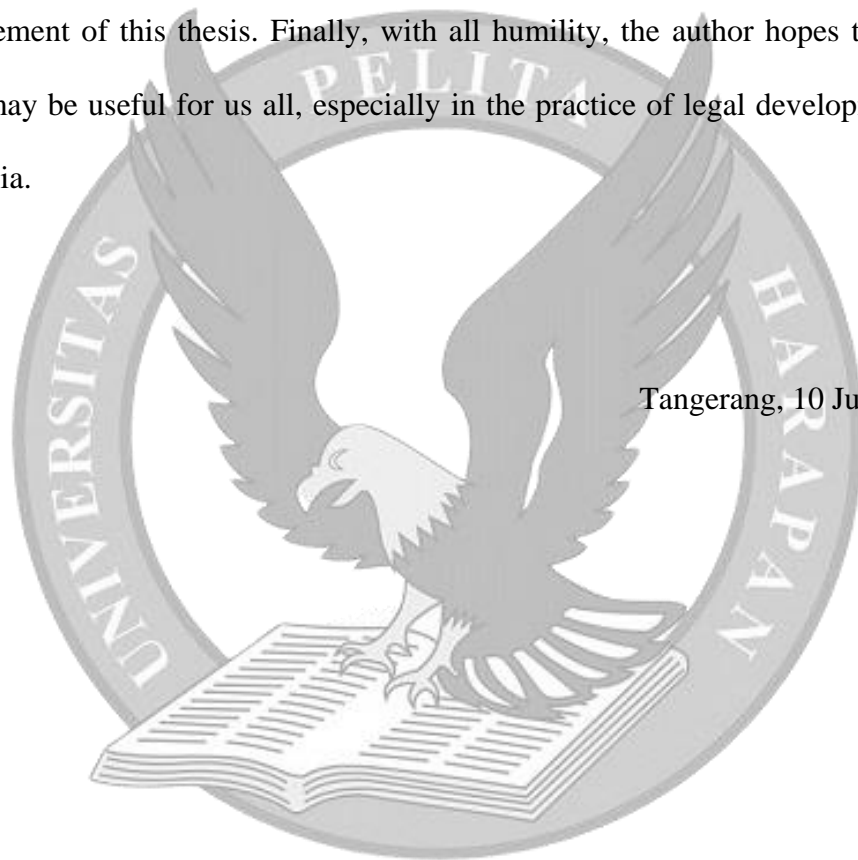 ement of this thesis. Finally, with all humility, the author hopes t
may be useful for us all, especially in the practice of legal develop
ia.
Tangerang, 10 Ju
UNIVERSITAS PELITA HARAPAN